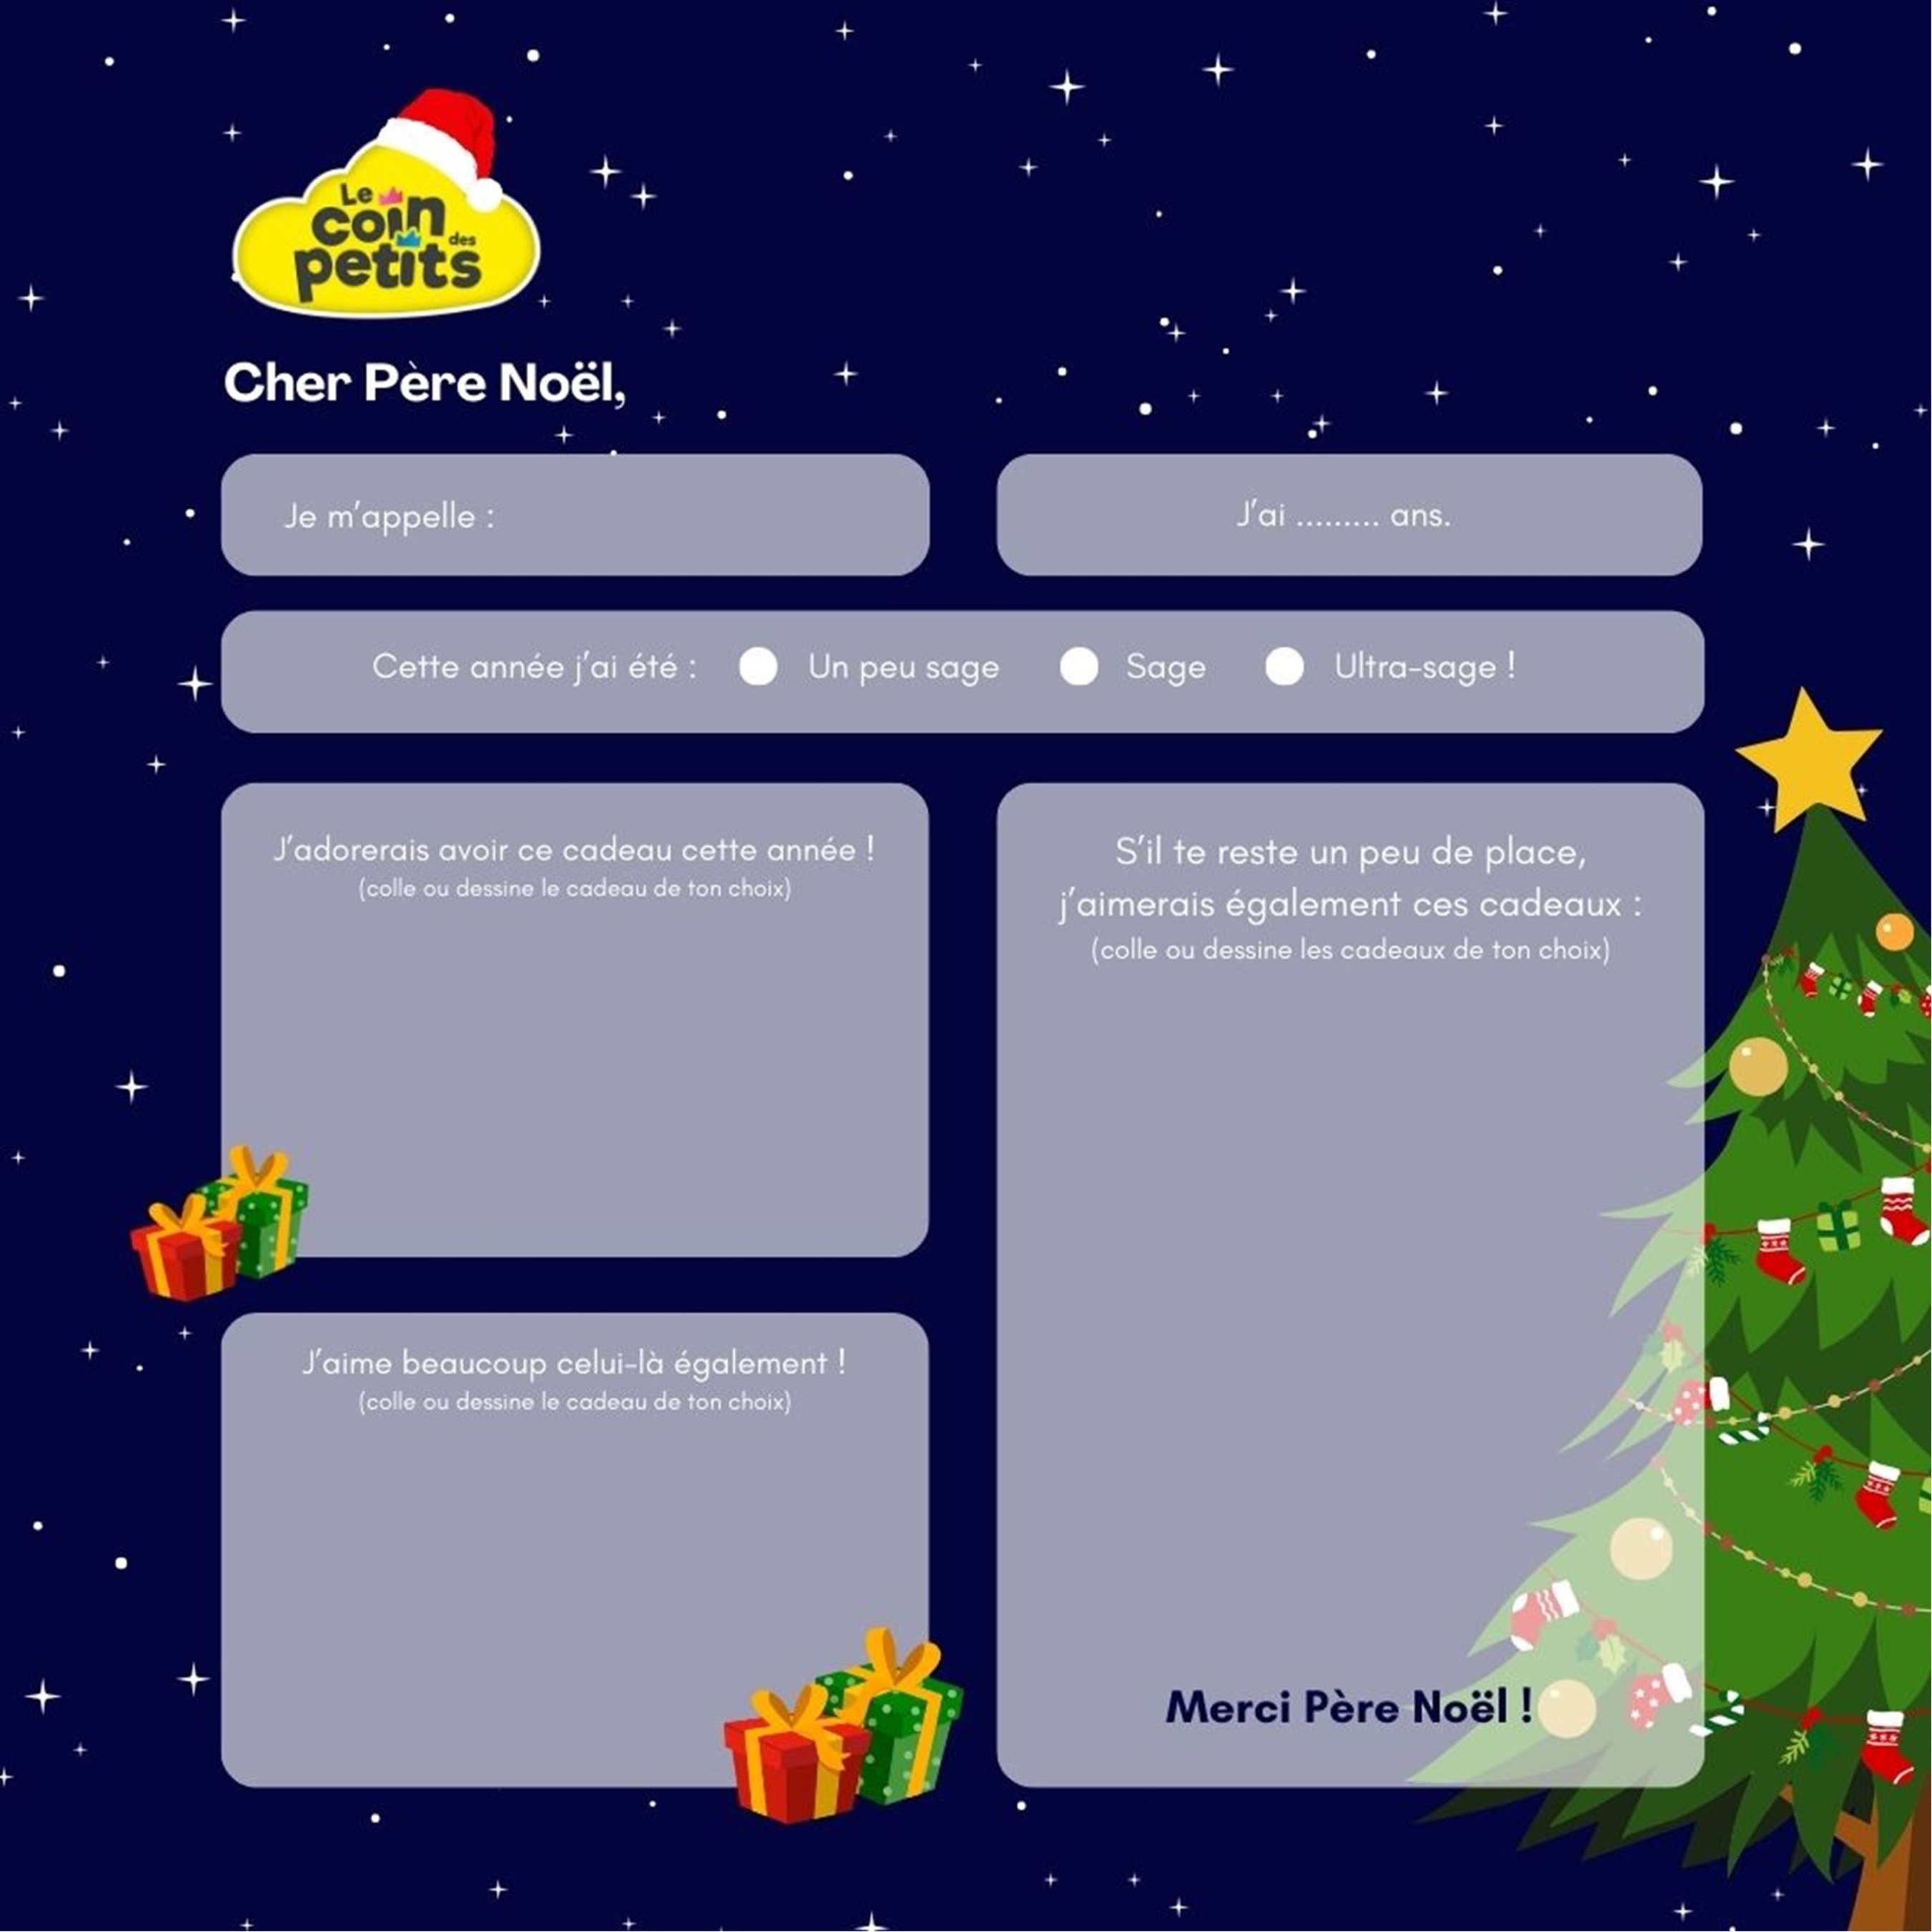 Le
coin
des
petits
Cher Père Noël,
Je m'appelle :
J'ai ......... ans.
Cette année j'ai été : Un peu sage Sage Ultra-sage !
J'adorerais avoir ce cadeau cette année !
(colle ou dessine le cadeau de ton choix)
J'aime beaucoup celui-là également !
(colle ou dessine le cadeau de ton choix)
S'il te reste un peu de place,
j'aimerais également ces cadeaux :
(colle ou dessine les cadeaux de ton choix)
Merci Père Noël !